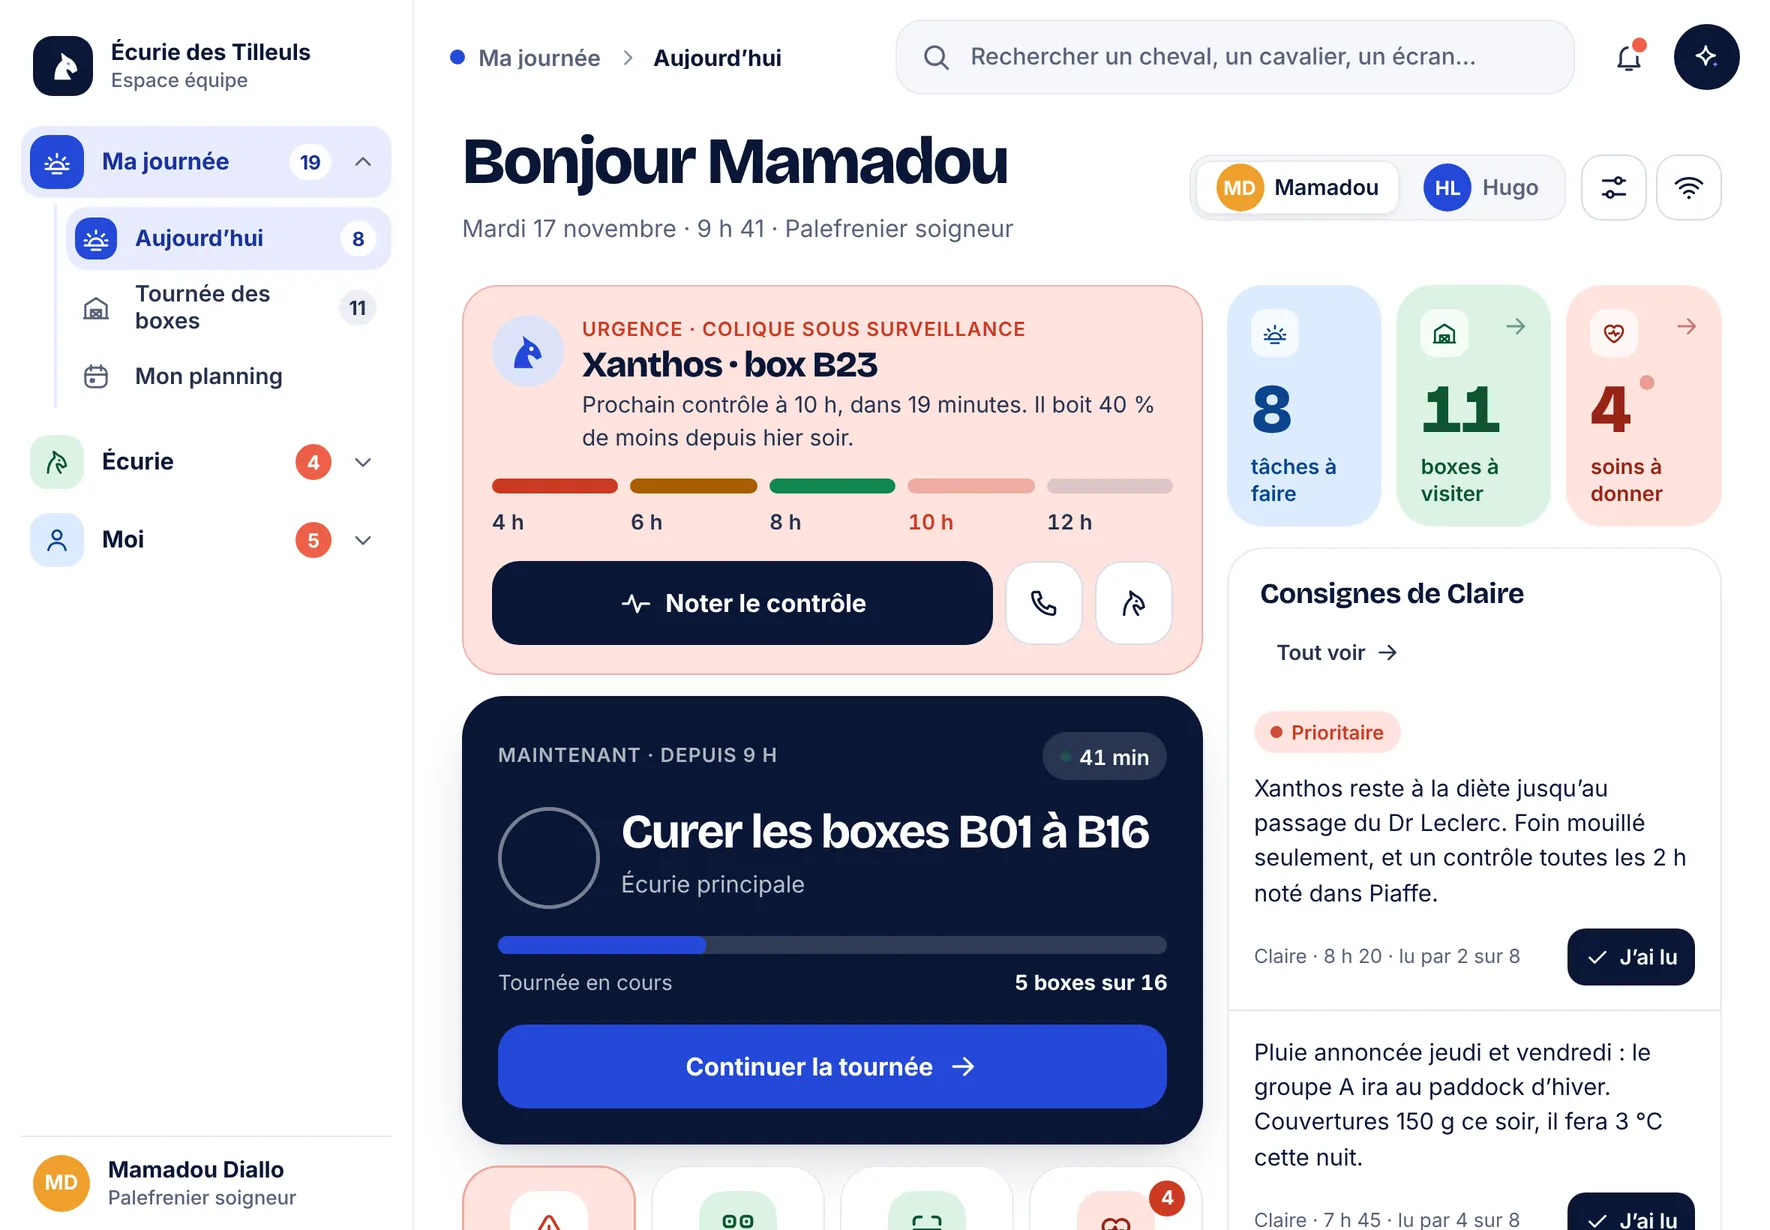 Écurie des Tilleuls
Espace équipe
Ma journée
19
Aujourd’hui
8
Tournée des
boxes
11
Mon planning
Écurie
4
Moi
5
Mamadou Diallo
Palefrenier soigneur
MD
Ma journée
Aujourd’hui
Rechercher un cheval, un cavalier, un écran…
Bonjour Mamadou
Mardi 17 novembre · 9 h 41 · Palefrenier soigneur
MD Mamadou
HL Hugo
URGENCE · COLIQUE SOUS SURVEILLANCE
Xanthos · box B23
Prochain contrôle à 10 h, dans 19 minutes. Il boit 40 %
de moins depuis hier soir.
4 h
6 h
8 h
10 h
12 h
Noter le contrôle
MAINTENANT · DEPUIS 9 H
41 min
Curer les boxes B01 à B16
Écurie principale
Tournée en cours
5 boxes sur 16
Continuer la tournée
4
8
tâches à
faire
11
boxes à
visiter
4
soins à
donner
Consignes de Claire
Tout voir
Prioritaire
Xanthos reste à la diète jusqu’au
passage du Dr Leclerc. Foin mouillé
seulement, et un contrôle toutes les 2 h
noté dans Piaffe.
Claire · 8 h 20 · lu par 2 sur 8
J’ai lu
Pluie annoncée jeudi et vendredi : le
groupe A ira au paddock d’hiver.
Couvertures 150 g ce soir, il fera 3 °C
cette nuit.
Claire · 7 h 45 · lu par 4 sur 8
J’ai lu